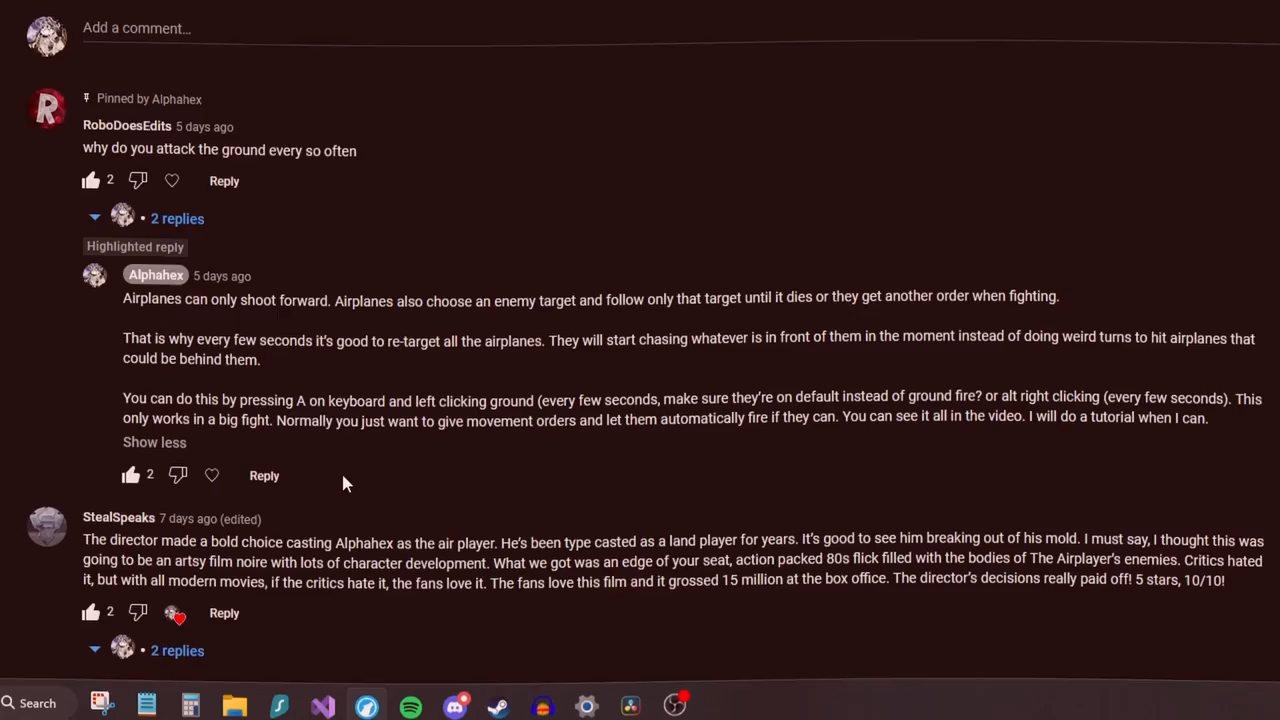 Add a comment...
Pinned by Alphahex
RoboDoesEdits 5 days ago
why do you attack the ground every so often
2 Reply
• 2 replies
Highlighted reply
Alphahex 5 days ago
Airplanes can only shoot forward. Airplanes also choose an enemy target and follow only that target until it dies or they get another order when fighting.
That is why every few seconds it's good to re-target all the airplanes. They will start chasing whatever is in front of them in the moment instead of doing weird turns to hit airplanes that
could be behind them.
You can do this by pressing A on keyboard and left clicking ground (every few seconds, make sure they're on default instead of ground fire? or alt right clicking (every few seconds). This
only works in a big fight. Normally you just want to give movement orders and let them automatically fire if they can. You can see it all in the video. I will do a tutorial when I can.
Show less
2 Reply
StealSpeaks 7 days ago (edited)
The director made a bold choice casting Alphahex as the air player. He's been type casted as a land player for years. It's good to see him breaking out of his mold. I must say, I thought this was
going to be an artsy film noire with lots of character development. What we got was an edge of your seat, action packed 80s flick filled with the bodies of The Airplayer's enemies. Critics hated
it, but with all modern movies, if the critics hate it, the fans love it. The fans love this film and it grossed 15 million at the box office. The director's decisions really paid off! 5 stars, 10/10!
2 Reply
• 2 replies
Search